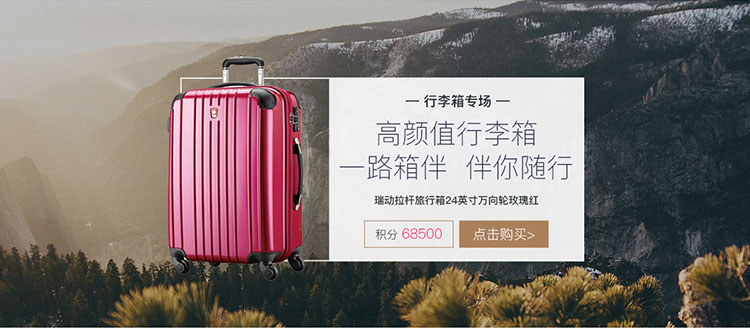 — 行李箱专场 —
高颜值行李箱
一路箱伴 伴你随行
瑞动拉杆旅行箱24英寸万向轮玫瑰红
积分 68500
点击购买>